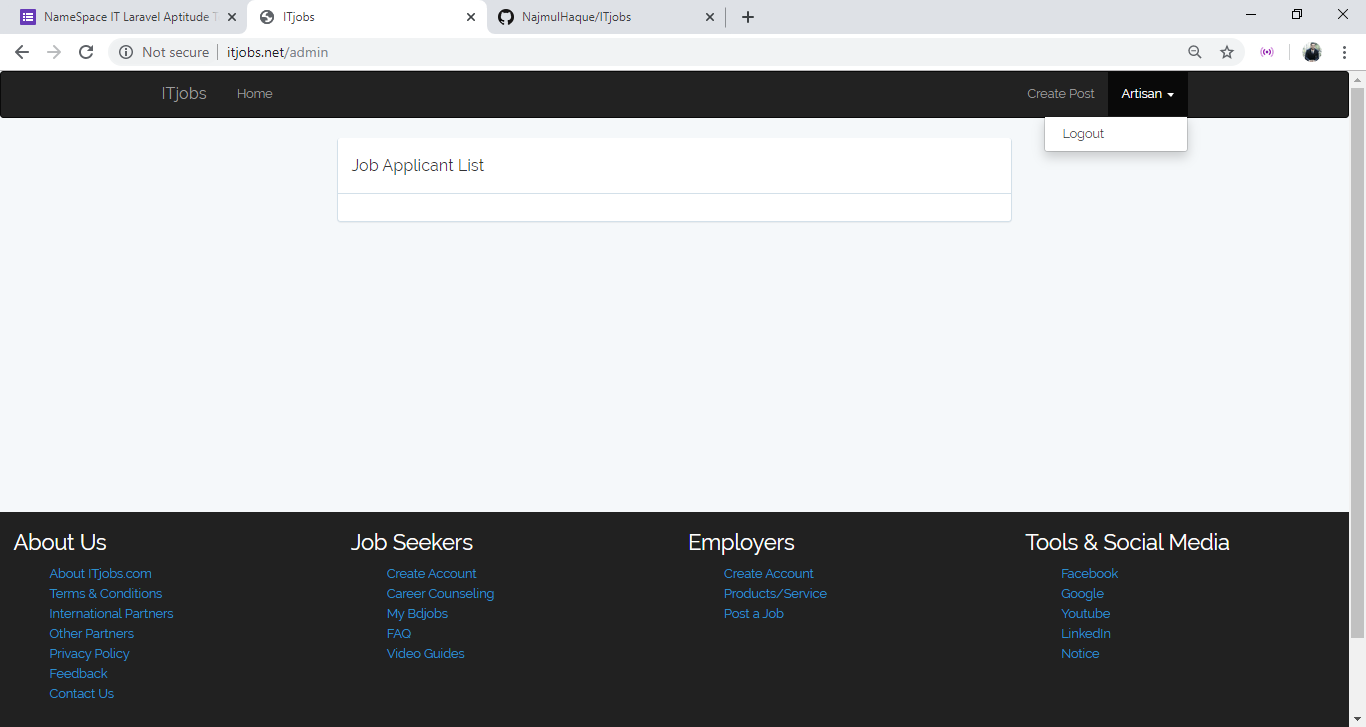 NameSpace IT Laravel Aptitude T
ITjobs
NajmulHaque/ITjobs
Not secure
itjobs.net/admin
ITjobs
Home
Create Post
Artisan
Logout
Job Applicant List
About Us
About ITjobs.com
Terms & Conditions
International Partners
Other Partners
Privacy Policy
Feedback
Contact Us
Job Seekers
Create Account
Career Counseling
My Bdjobs
FAQ
Video Guides
Employers
Create Account
Products/Service
Post a Job
Tools & Social Media
Facebook
Google
Youtube
LinkedIn
Notice